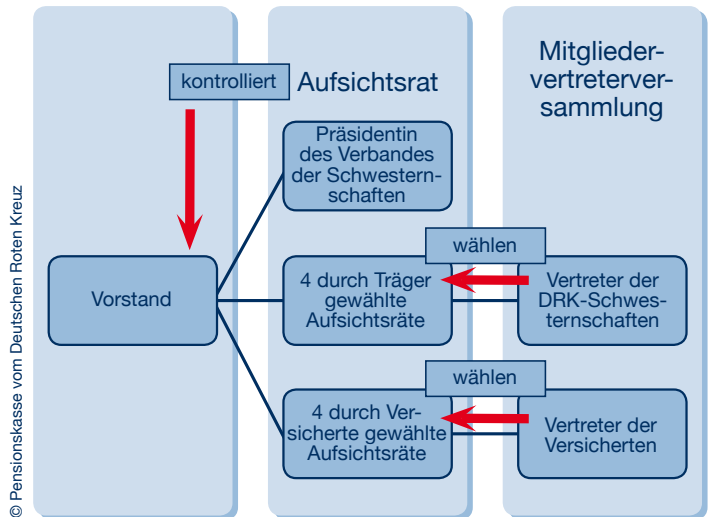 kontrolliert
Aufsichtsrat
Mitglieder-
vertreterver-
sammlung
Präsidentin
des Verbandes
der Schwestern-
schaften
wählen
Vorstand
4 durch Träger
gewählte
Aufsichtsräte
Vertreter der
DRK-Schwes-
ternschaften
wählen
4 durch Ver-
sicherte gewählte
Aufsichtsräte
Vertreter der
Versicherten
© Pensionskasse vom Deutschen Roten Kreuz